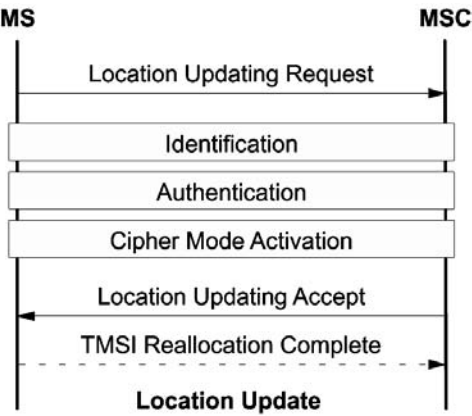 MS MSC
Location Updating Request
Identification
Authentication
Cipher Mode Activation
Location Updating Accept
TMSI Reallocation Complete
Location Update